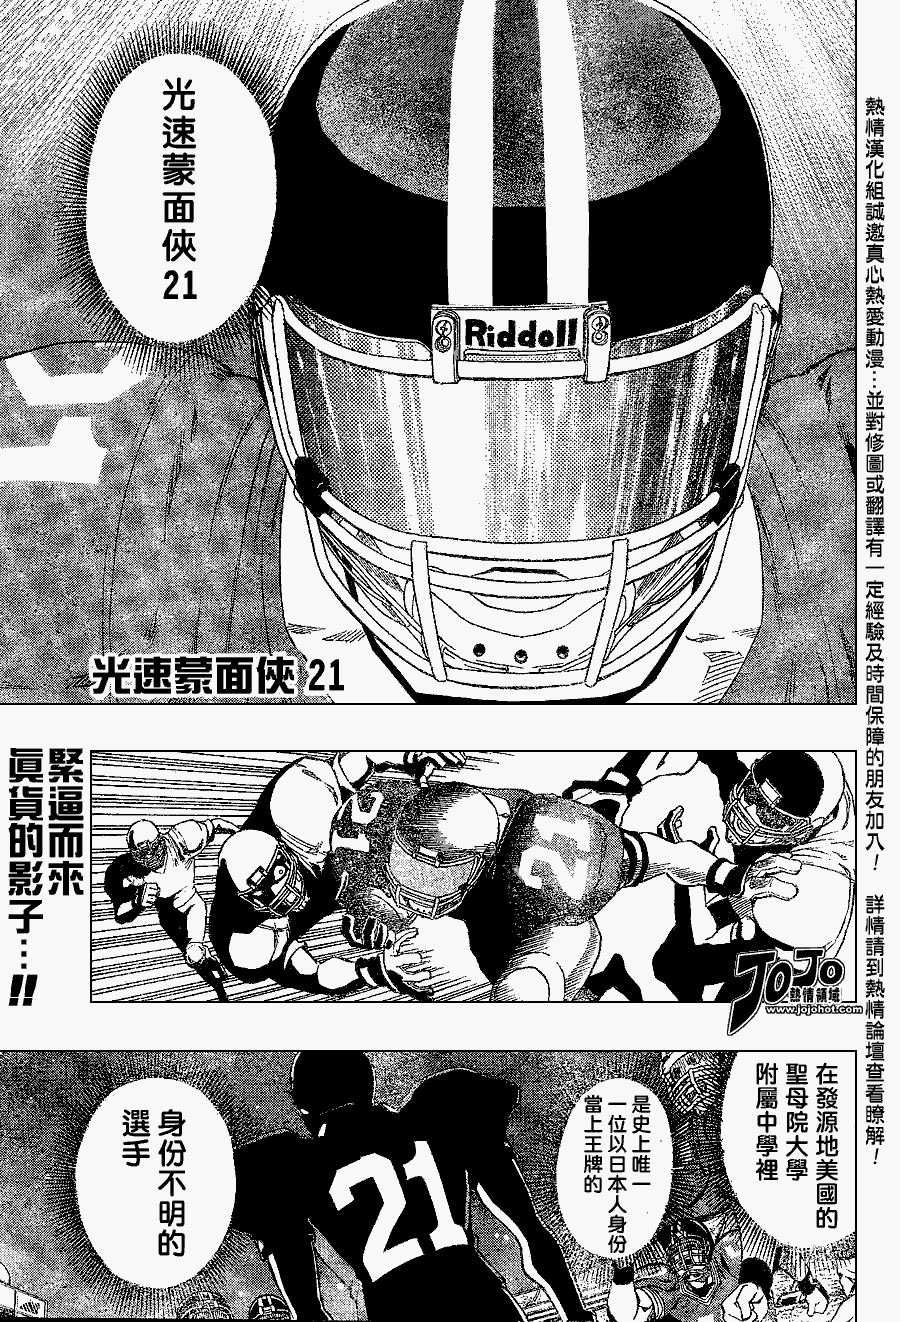 光速蒙面俠
21
Riddoll
光速蒙面俠 21
緊逼而來
真貨的影子…!!
21
21
JOJO
熱情領域
www.jojohot.com
在發源地美國的
聖母院大學
附屬中學裡
是史上唯一
一位以日本人身份
當上王牌的
21
身份不明的
選手
熱情漢化組誠邀真心熱愛動漫…並對修圖或翻譯有一定經驗及時間保障的朋友加入！ 詳情請到熱情論壇查看瞭解！